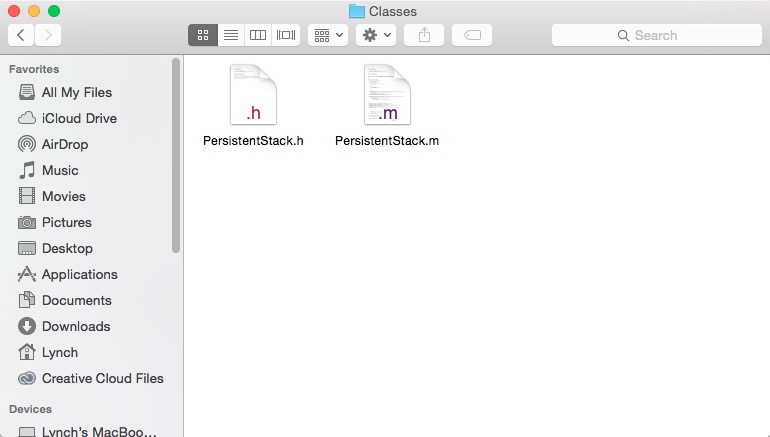 Classes
Search
Favorites
All My Files
iCloud Drive
AirDrop
Music
Movies
Pictures
Desktop
Applications
Documents
Downloads
Lynch
Creative Cloud Files
Devices
Lynch's MacBoo...
.h
.m
PersistentStack.h
PersistentStack.m